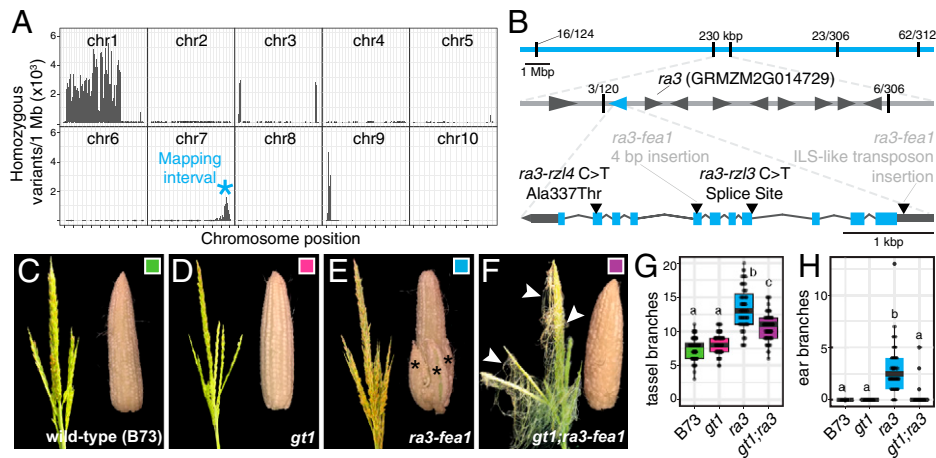 A
Homozygous
variants/1 Mb (x10³)
6
4
2
6
4
2
0
chr1
chr2
chr3
chr4
chr5
chr6
chr7
chr8
chr9
chr10
Mapping
interval
*
Chromosome position
B
16/124
230 kbp
23/306
62/312
1 Mbp
ra3 (GRMZM2G014729)
3/120
6/306
ra3-fea1
4 bp insertion
ra3-fea1
ILS-like transposon
insertion
ra3-rzl4 C>T
Ala337Thr
ra3-rzl3 C>T
Splice Site
1 kbp
C
wild-type (B73)
D
gt1
E
* * *
ra3-fea1
F
gt1;ra3-fea1
G
tassel branches
20
15
10
5
0
a
a
b
c
B73
gt1
ra3
gt1;ra3
H
ear branches
10
5
0
a
a
b
a
B73
gt1
ra3
gt1;ra3